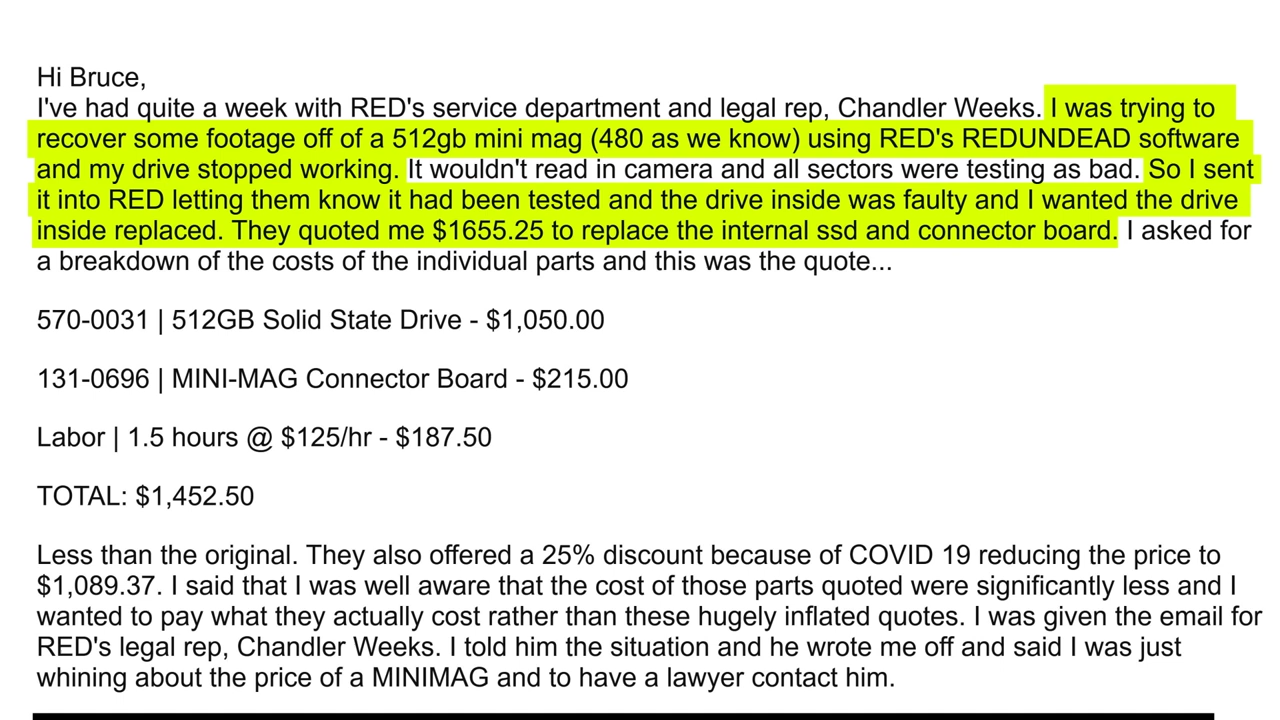 Hi Bruce,
I've had quite a week with RED's service department and legal rep, Chandler Weeks. I was trying to
recover some footage off of a 512gb mini mag (480 as we know) using RED's REDUNDEAD software
and my drive stopped working. It wouldn't read in camera and all sectors were testing as bad. So I sent
it into RED letting them know it had been tested and the drive inside was faulty and I wanted the drive
inside replaced. They quoted me $1655.25 to replace the internal ssd and connector board. I asked for
a breakdown of the costs of the individual parts and this was the quote...
570-0031 | 512GB Solid State Drive - $1,050.00
131-0696 | MINI-MAG Connector Board - $215.00
Labor | 1.5 hours @ $125/hr - $187.50
TOTAL: $1,452.50
Less than the original. They also offered a 25% discount because of COVID 19 reducing the price to
$1,089.37. I said that I was well aware that the cost of those parts quoted were significantly less and I
wanted to pay what they actually cost rather than these hugely inflated quotes. I was given the email for
RED's legal rep, Chandler Weeks. I told him the situation and he wrote me off and said I was just
whining about the price of a MINIMAG and to have a lawyer contact him.